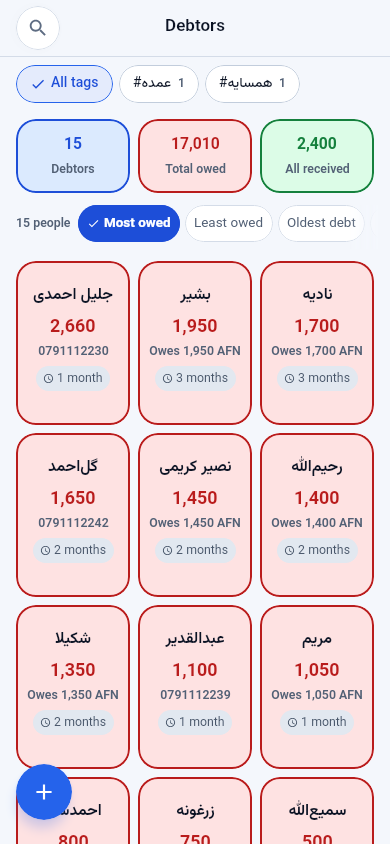 Debtors
All tags
#عمده 1
#همسایه 1
15
Debtors
17,010
Total owed
2,400
All received
15 people
Most owed
Least owed
Oldest debt
جلیل احمدی
2,660
0791112230
1 month
بشیر
1,950
Owes 1,950 AFN
3 months
نادیه
1,700
Owes 1,700 AFN
3 months
گل‌احمد
1,650
0791112242
2 months
نصیر کریمی
1,450
Owes 1,450 AFN
2 months
رحیم‌الله
1,400
Owes 1,400 AFN
2 months
شکیلا
1,350
Owes 1,350 AFN
2 months
عبدالقدیر
1,100
0791112239
1 month
مریم
1,050
Owes 1,050 AFN
1 month
800
زرغونه
750
سمیع‌الله
500